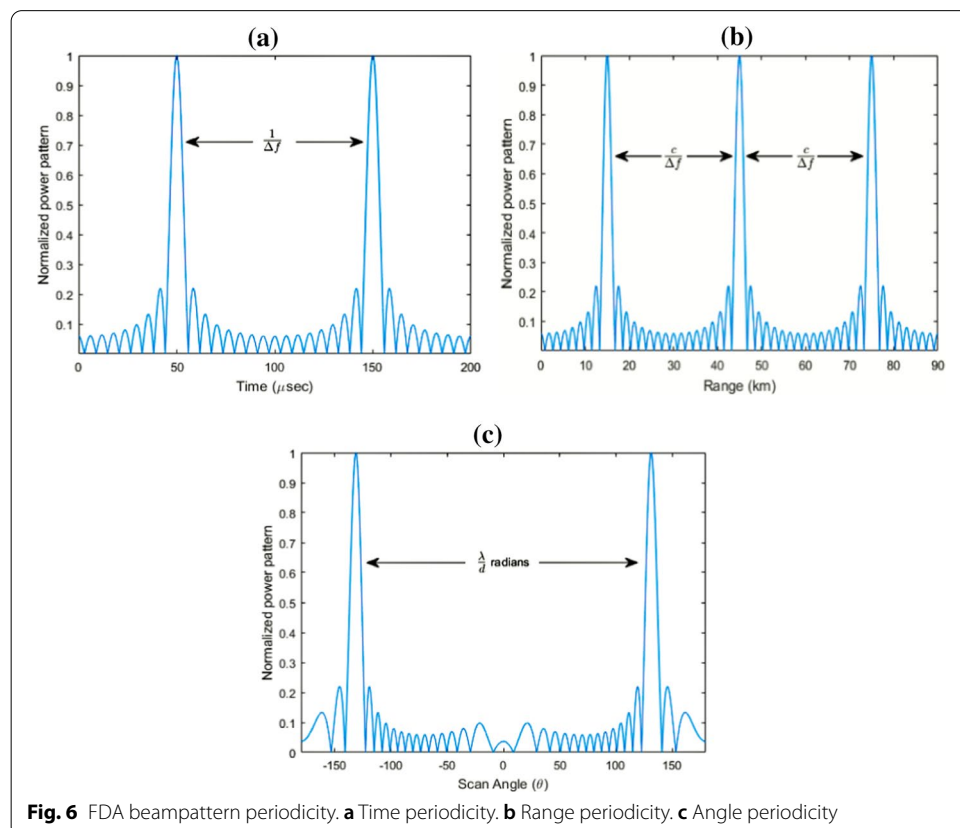 (a)
1
0.9
0.8
0.7
0.6
0.5
0.4
0.3
0.2
0.1
Normalized power pattern
1/Δf
0 50 100 150 200
Time (μsec)
(b)
1
0.9
0.8
0.7
0.6
0.5
0.4
0.3
0.2
0.1
Normalized power pattern
c/Δf c/Δf
0 10 20 30 40 50 60 70 80 90
Range (km)
(c)
1
0.9
0.8
0.7
0.6
0.5
0.4
0.3
0.2
0.1
0
Normalized power pattern
λ/d radians
-150 -100 -50 0 50 100 150
Scan Angle (θ)
Fig. 6 FDA beampattern periodicity. a Time periodicity. b Range periodicity. c Angle periodicity